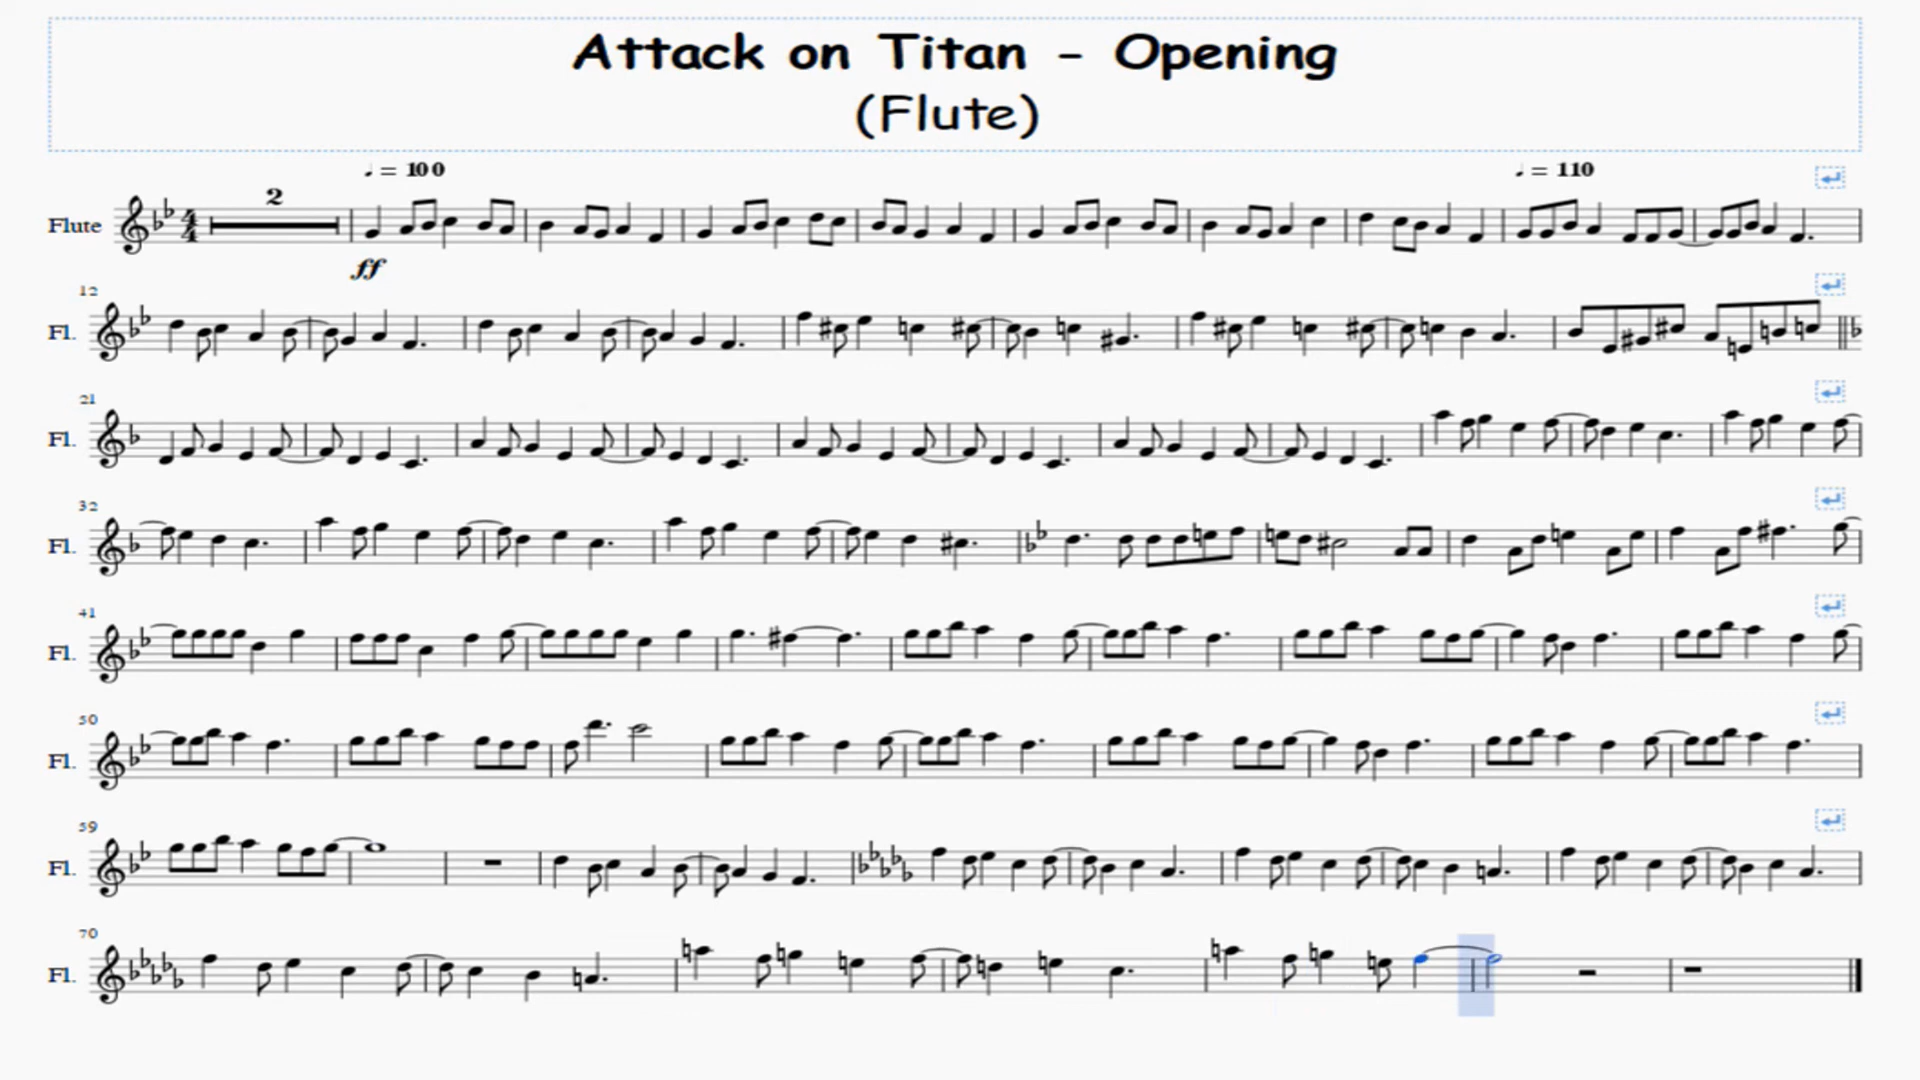 Attack on Titan - Opening
(Flute)
♩ = 100
♩ = 110
2
Flute
ff
12
Fl.
21
Fl.
32
Fl.
41
Fl.
50
Fl.
59
Fl.
70
Fl.